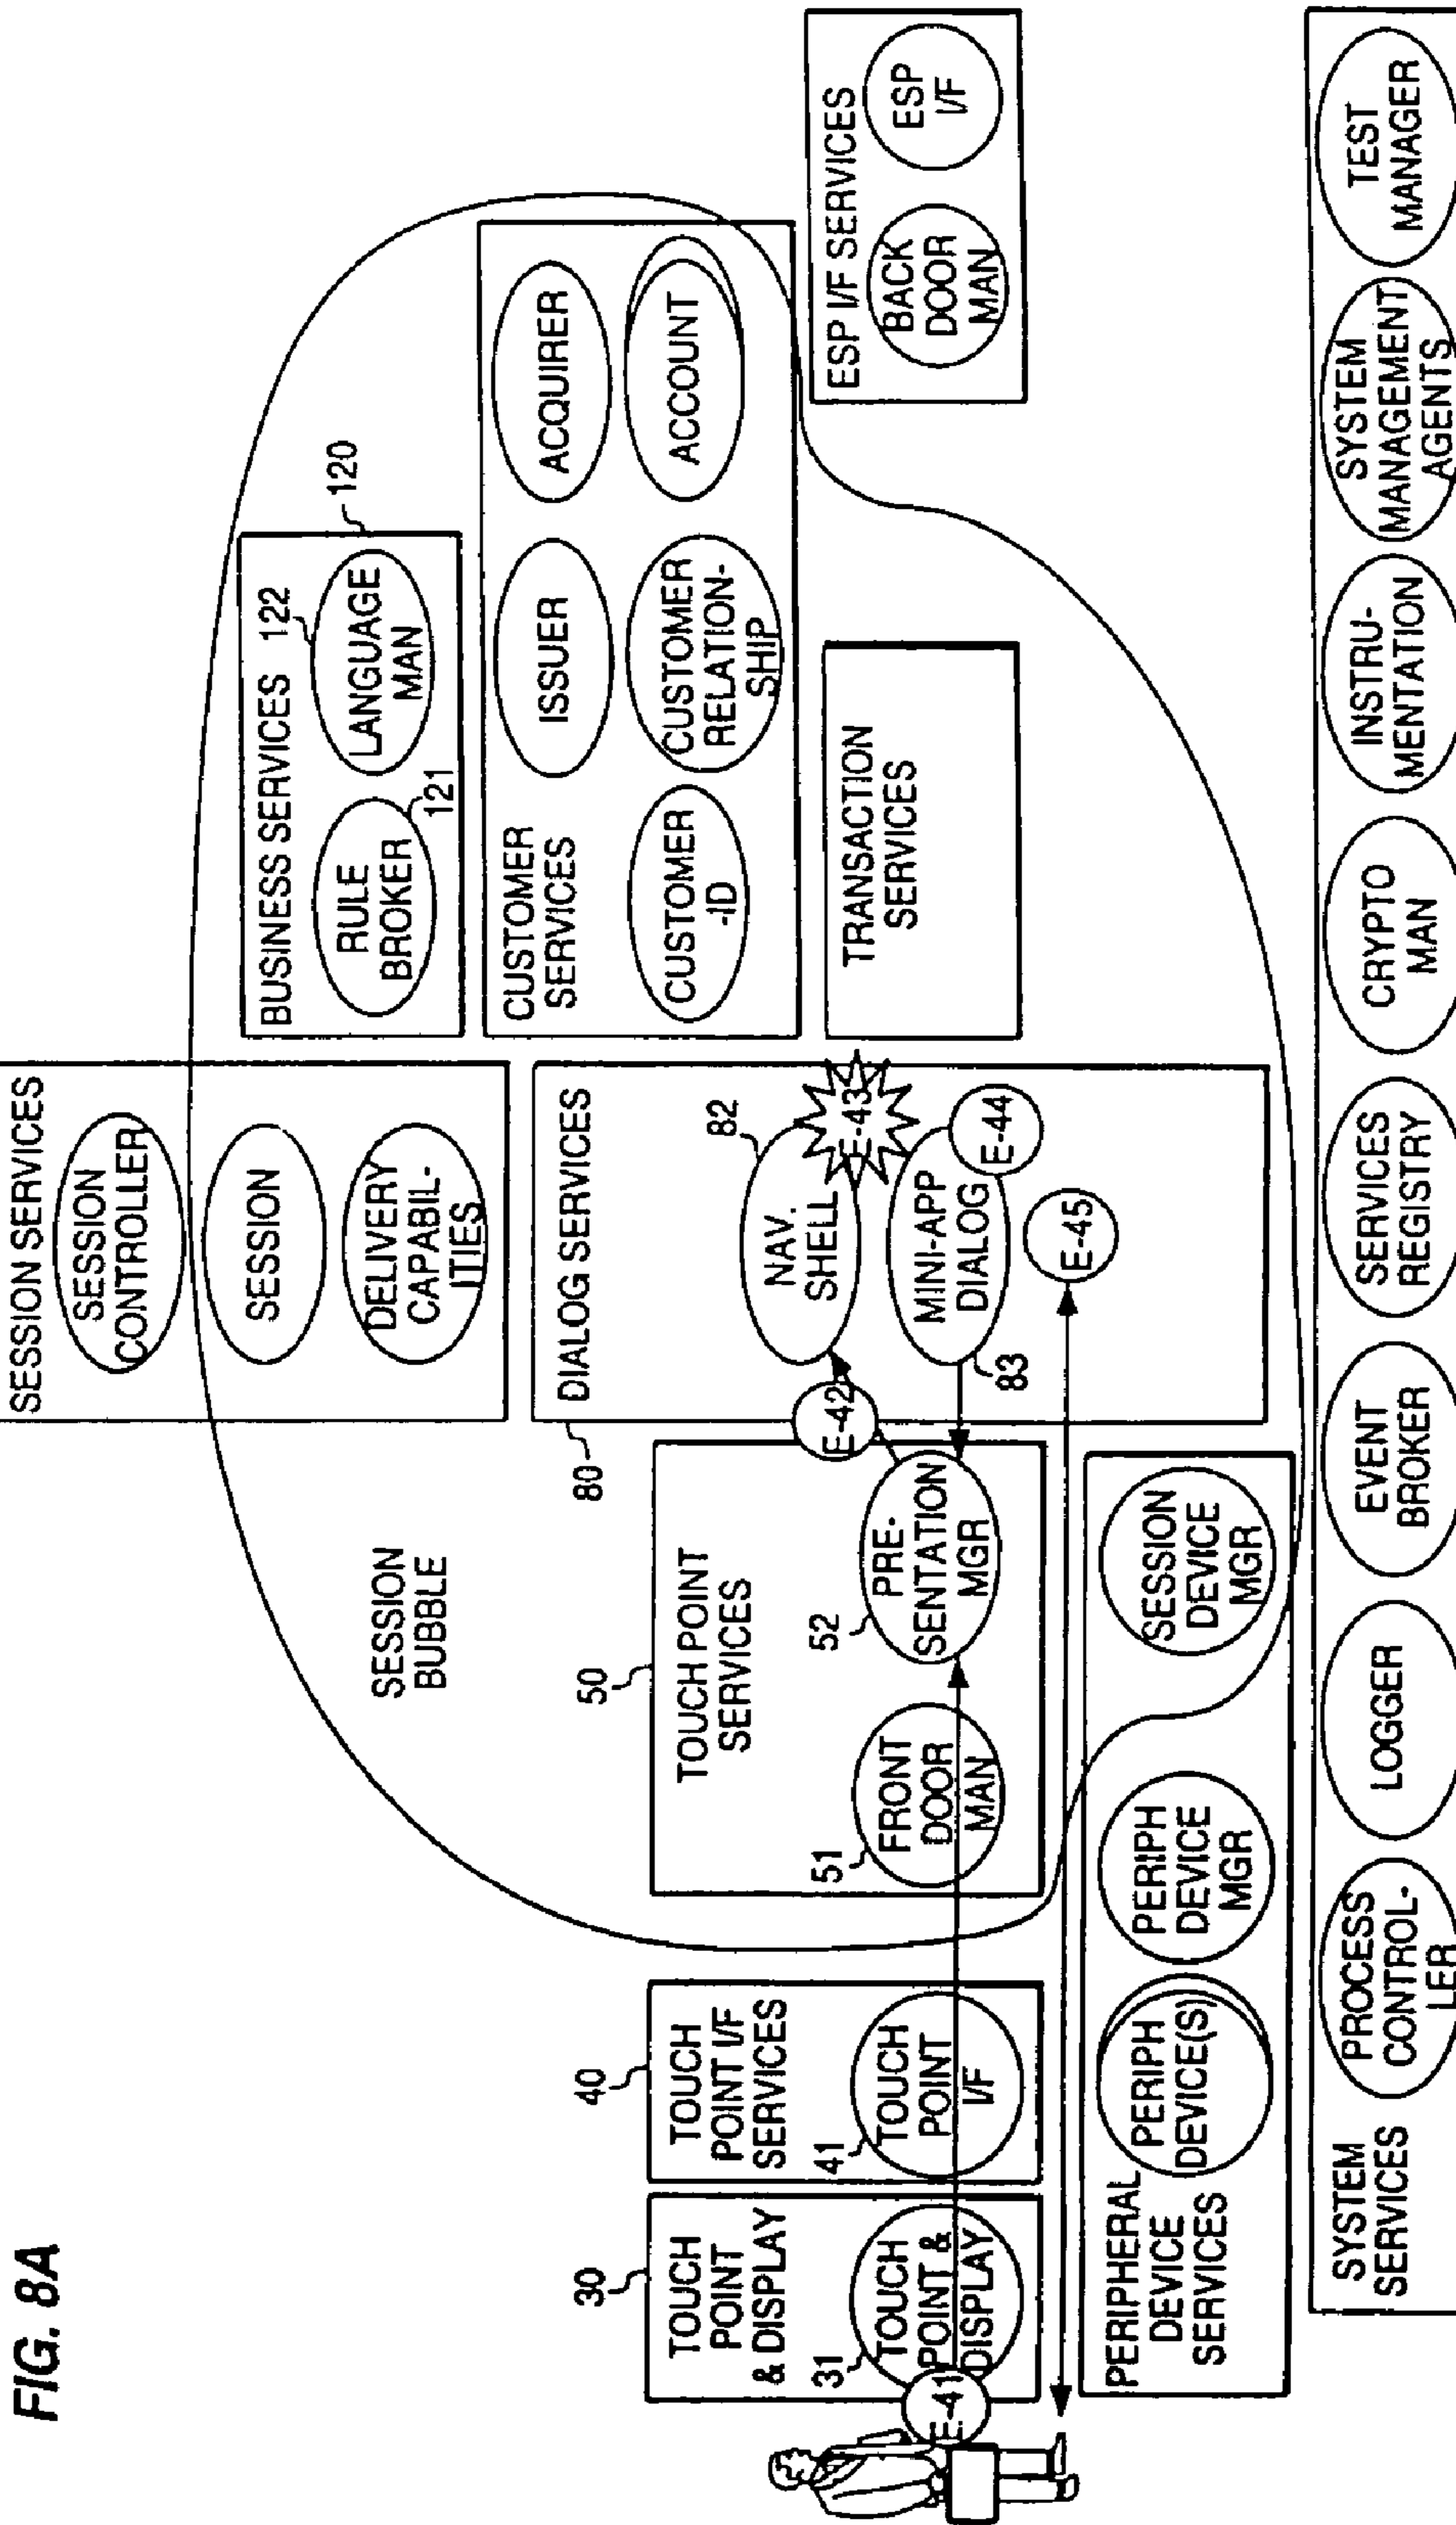 FIG. 8A
SESSION SERVICES
SESSION
CONTROLLER
SESSION
DELIVERY
CAPABIL-
ITIES
SESSION
BUBBLE
BUSINESS SERVICES
122
120
RULE
BROKER
121
LANGUAGE
MAN
CUSTOMER
SERVICES
ISSUER
ACQUIRER
CUSTOMER
-ID
CUSTOMER
RELATION-
SHIP
ACCOUNT
30
TOUCH
POINT
& DISPLAY
31
TOUCH
POINT &
DISPLAY
E-41
40
TOUCH
POINT I/F
SERVICES
41
TOUCH
POINT
I/F
50
TOUCH POINT
SERVICES
51
FRONT
DOOR
MAN
52
PRE-
SENTATION
MGR
80
DIALOG SERVICES
82
NAV.
SHELL
E-42
E-43
MINI-APP
DIALOG
83
E-44
E-45
TRANSACTION
SERVICES
ESP I/F SERVICES
BACK
DOOR
MAN
ESP
I/F
PERIPHERAL
DEVICE
SERVICES
PERIPH
DEVICE(S)
PERIPH
DEVICE
MGR
SESSION
DEVICE
MGR
SYSTEM
SERVICES
PROCESS
CONTROL-
LER
LOGGER
EVENT
BROKER
SERVICES
REGISTRY
CRYPTO
MAN
INSTRU-
MENTATION
SYSTEM
MANAGEMENT
AGENTS
TEST
MANAGER